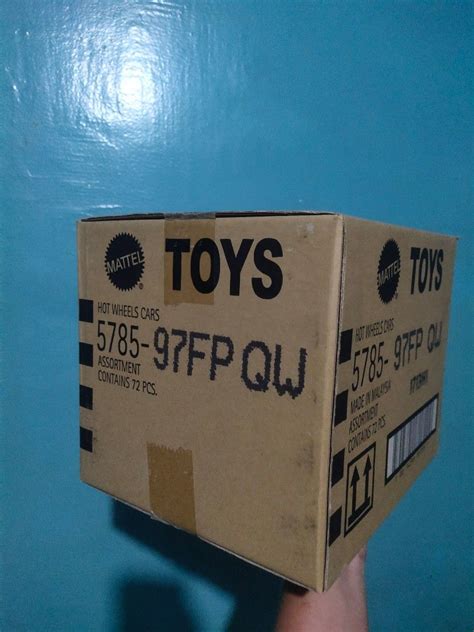 MATTEL
®
TOYS
HOT WHEELS CARS
5785-97FP QW
ASSORTMENT
CONTAINS 72 PCS.
MATTEL
®
TOYS
HOT WHEELS CARS
5785-97FP QW
MADE IN MALAYSIA
ASSORTMENT
CONTAINS 72 PCS.